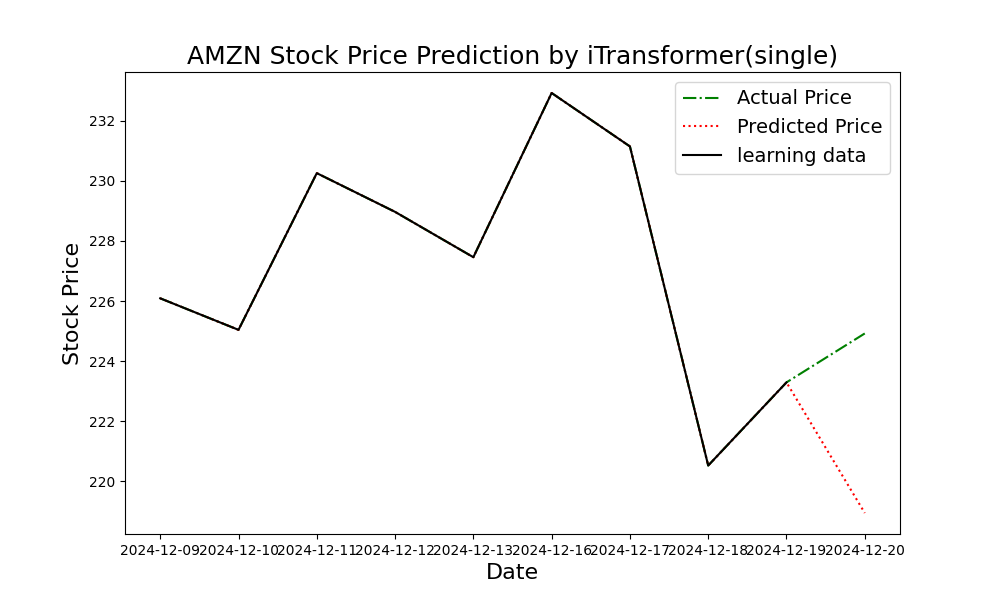 AMZN Stock Price Prediction by iTransformer(single)
Actual Price
Predicted Price
learning data
Stock Price
232
230
228
226
224
222
220
2024-12-09 2024-12-10 2024-12-11 2024-12-12 2024-12-13 2024-12-16 2024-12-17 2024-12-18 2024-12-19 2024-12-20
Date